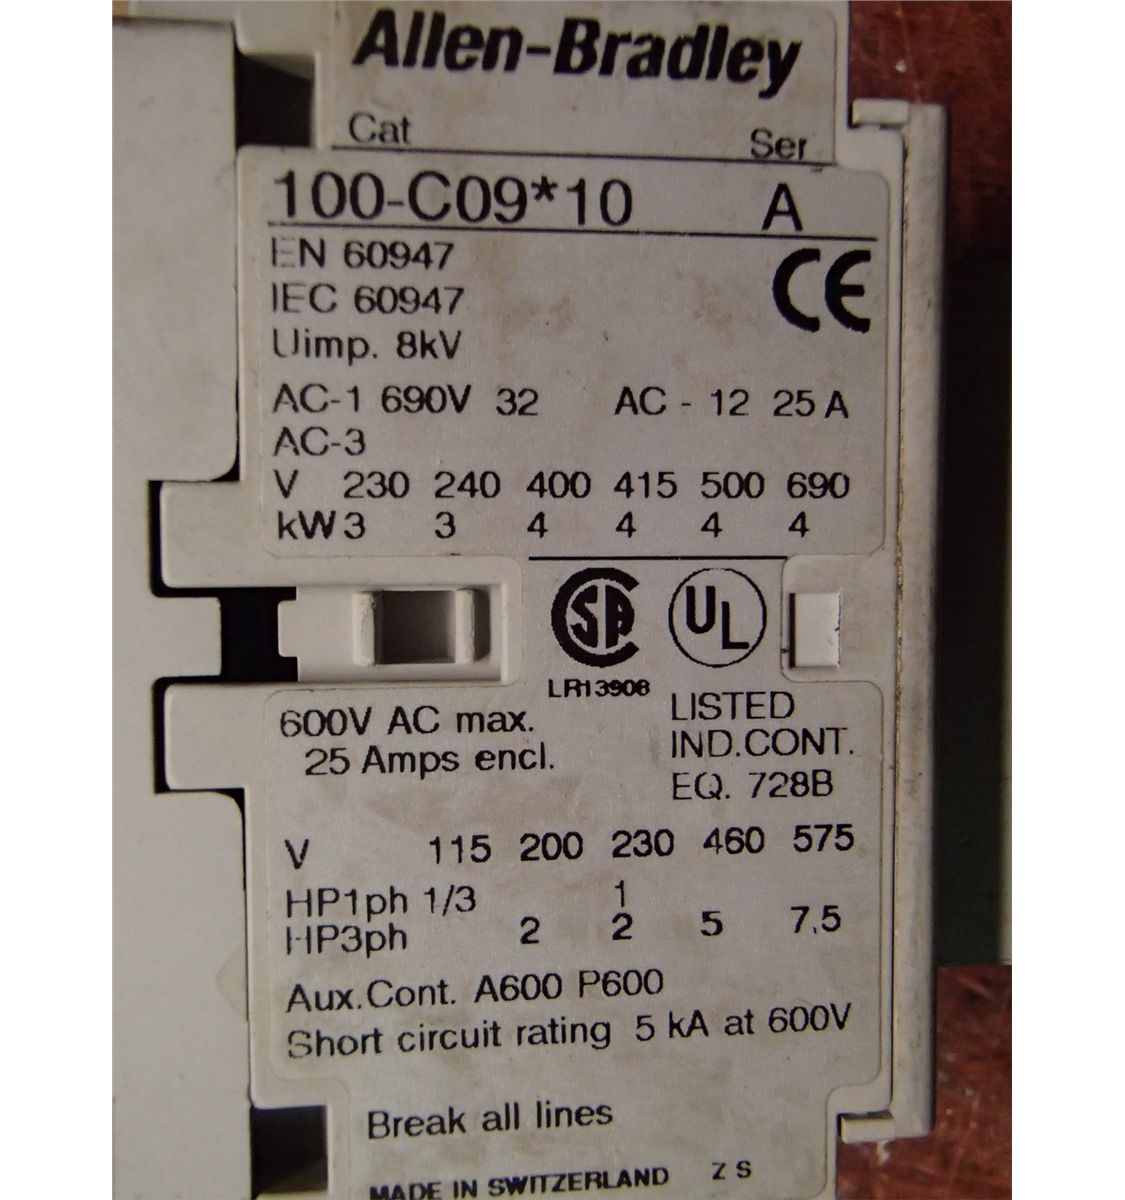 Allen-Bradley
Cat Ser
100-C09*10 A
EN 60947
CE
IEC 60947
Uimp. 8kV
AC-1 690V 32 AC - 12 25 A
AC-3
V 230 240 400 415 500 690
kW 3 3 4 4 4 4
SA UL
LR13908
600V AC max.
25 Amps encl.
LISTED
IND.CONT.
EQ. 728B
V 115 200 230 460 575
HP1ph 1/3 1
HP3ph 2 2 5 7.5
Aux.Cont. A600 P600
Short circuit rating 5 kA at 600V
Break all lines
MADE IN SWITZERLAND Z S